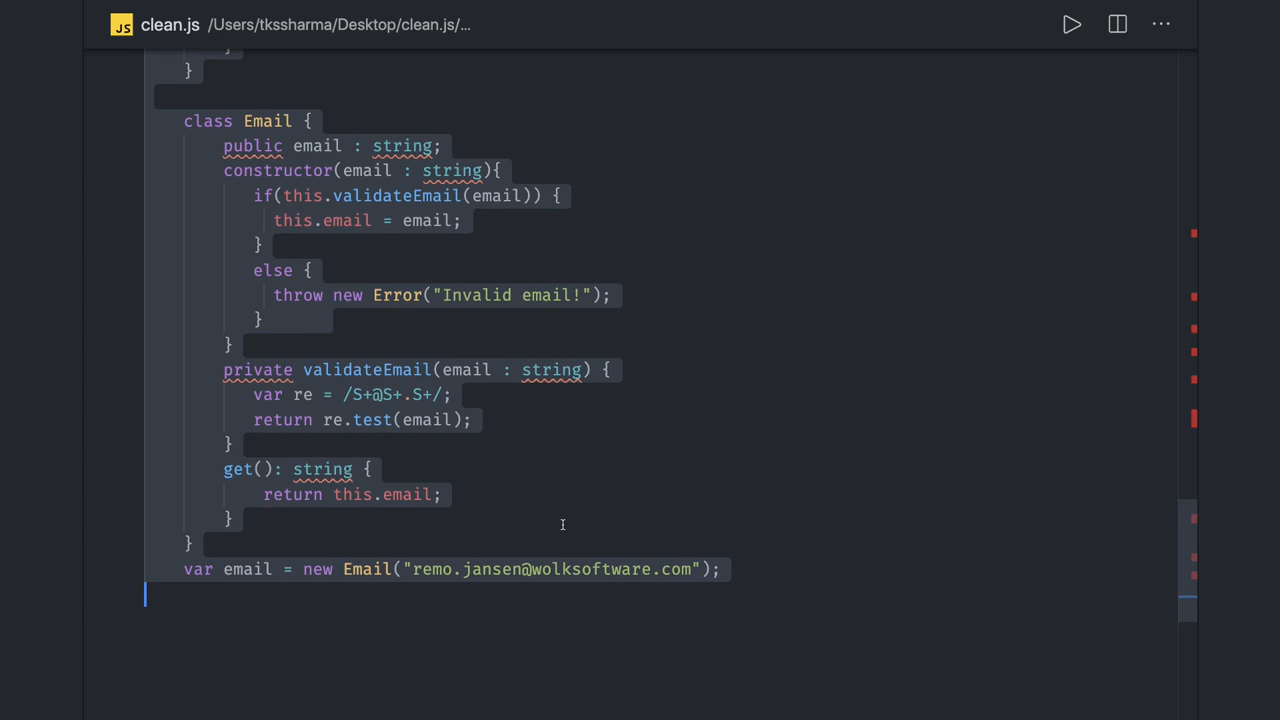 JS clean.js /Users/tkssharma/Desktop/clean.js/...
}
}
class Email {
public email : string;
constructor(email : string){
if(this.validateEmail(email)) {
this.email = email;
}
else {
throw new Error("Invalid email!");
}
}
private validateEmail(email : string) {
var re = /S+@S+.S+/;
return re.test(email);
}
get(): string {
return this.email;
}
}
var email = new Email("remo.jansen@wolksoftware.com");